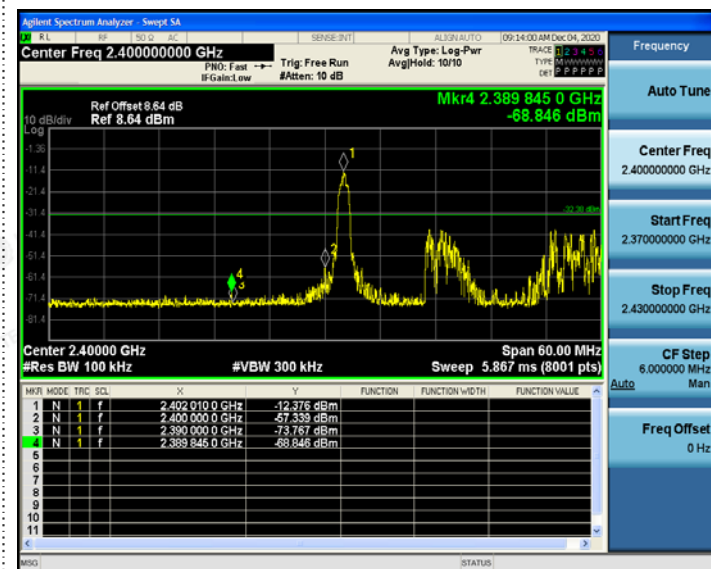 Agilent Spectrum Analyzer - Swept SA
RL RF 50 Ω AC SENSE:INT ALIGN AUTO 09:14:00 AM Dec 04, 2020
Center Freq 2.400000000 GHz
PNO: Fast
IFGain:Low
Trig: Free Run
#Atten: 10 dB
Avg Type: Log-Pwr
Avg|Hold: 10/10
TRACE 1 2 3 4 5 6
TYPE M WWWWW
DET P P P P P P
Ref Offset 8.64 dB
10 dB/div Ref 8.64 dBm
Log
Mkr4 2.389 845 0 GHz
-68.846 dBm
-1.36
-11.4
-21.4
-31.4
-41.4
-51.4
-61.4
-71.4
-81.4
-32.38 dBm
1
2
4
3
Center 2.40000 GHz Span 60.00 MHz
#Res BW 100 kHz #VBW 300 kHz Sweep 5.867 ms (8001 pts)
MKR MODE TRC SCL X Y FUNCTION FUNCTION WIDTH FUNCTION VALUE
1 N 1 f 2.402 010 0 GHz -12.376 dBm
2 N 1 f 2.400 000 0 GHz -57.339 dBm
3 N 1 f 2.390 000 0 GHz -73.767 dBm
4 N 1 f 2.389 845 0 GHz -68.846 dBm
5
6
7
8
9
10
11
MSG STATUS
Frequency
Auto Tune
Center Freq
2.400000000 GHz
Start Freq
2.370000000 GHz
Stop Freq
2.430000000 GHz
CF Step
6.000000 MHz
Auto Man
Freq Offset
0 Hz